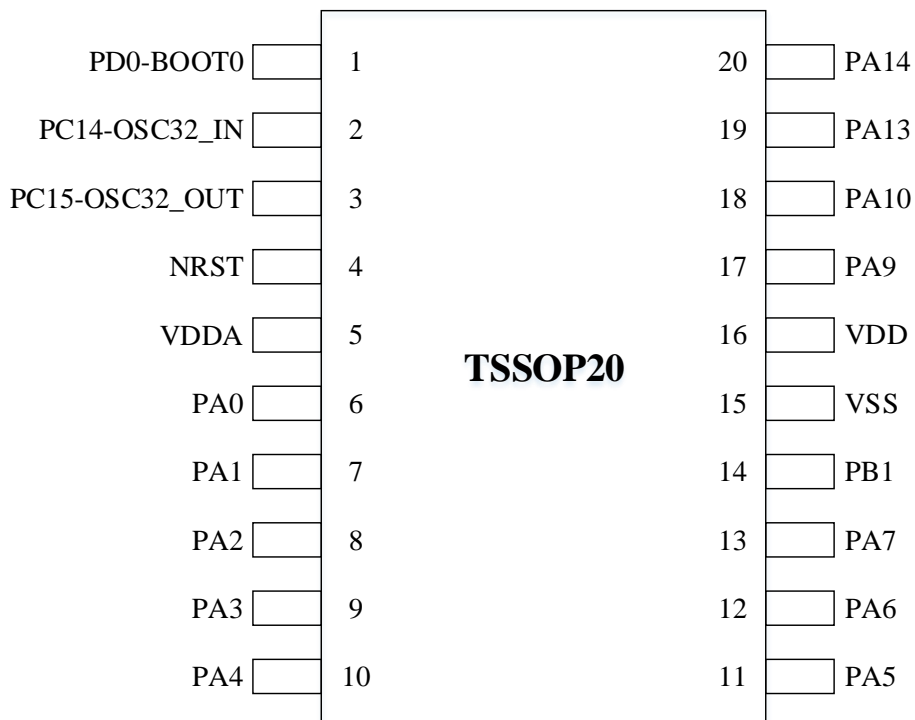 PD0-BOOT0 1 20 PA14
PC14-OSC32_IN 2 19 PA13
PC15-OSC32_OUT 3 18 PA10
NRST 4 17 PA9
VDDA 5 16 VDD
TSSOP20
PA0 6 15 VSS
PA1 7 14 PB1
PA2 8 13 PA7
PA3 9 12 PA6
PA4 10 11 PA5